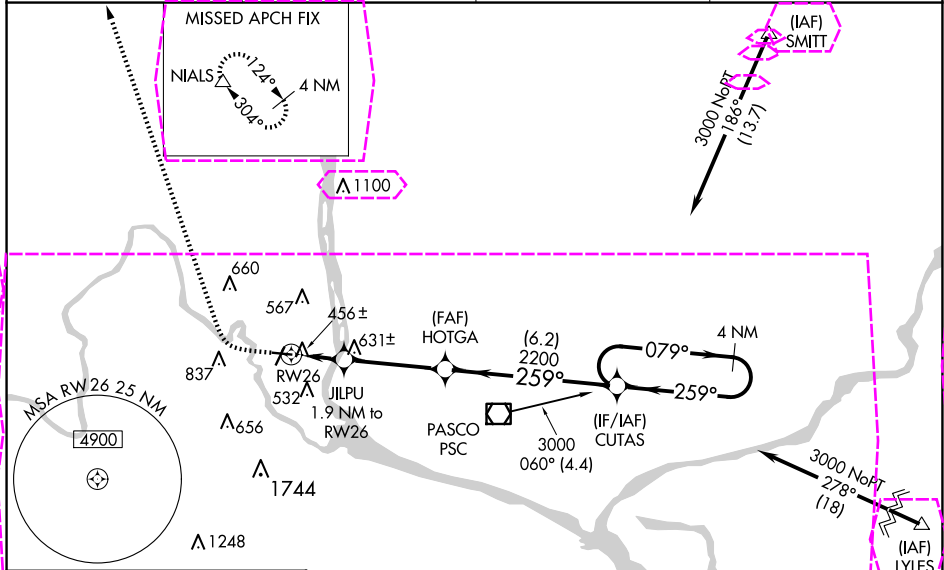 MISSED APCH FIX
NIALS
124°
4 NM
304°
(IAF)
SMITT
3000 NoPT
186°
(13.7)
1100
660
567
456±
631±
(FAF)
HOTGA
(6.2)
2200
259°
4 NM
079°
259°
837
RW26
532
JILPU
1.9 NM to
RW26
(IF/IAF)
CUTAS
PASCO
PSC
3000
060° (4.4)
MSA RW26 25 NM
4900
656
1744
1248
3000 NoPT
278°
(18)
(IAF)
LYLES